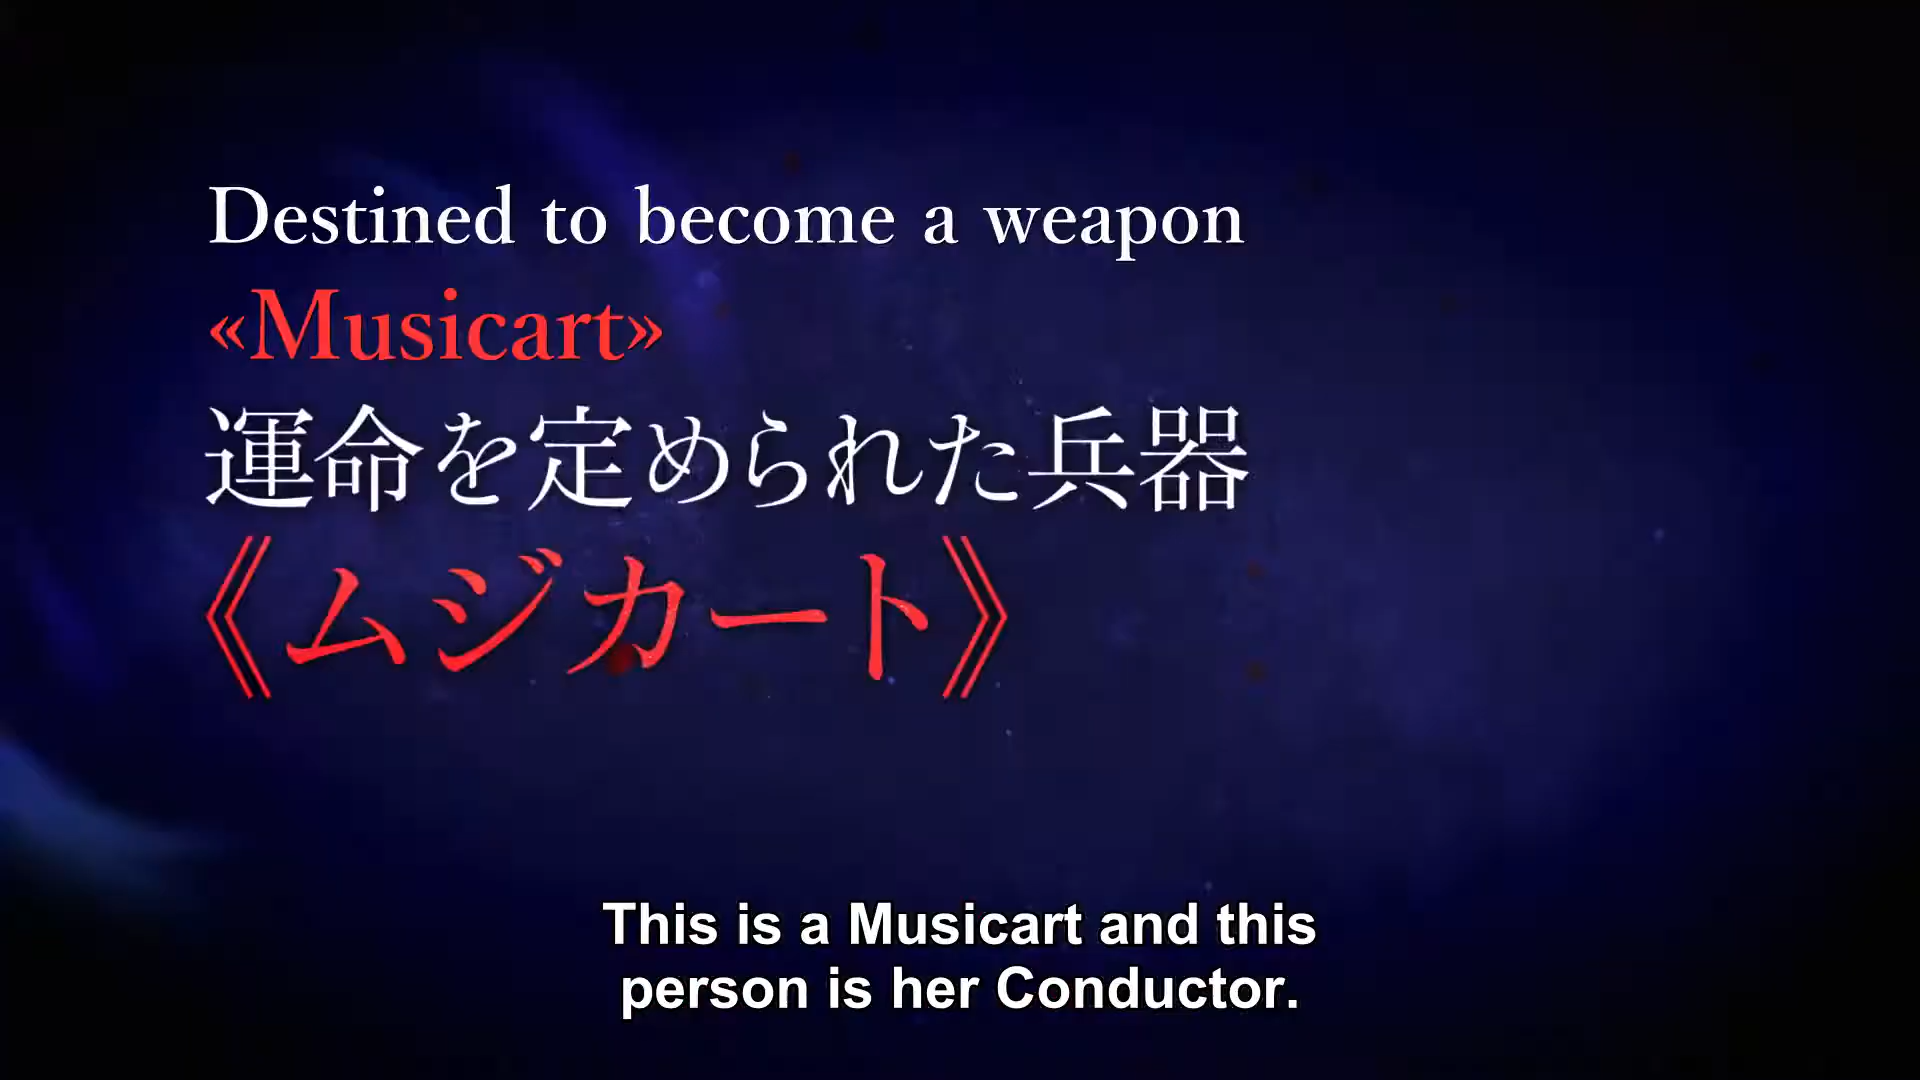 Destined to become a weapon
«Musicart»
運命を定められた兵器
《ムジカート》
This is a Musicart and this
person is her Conductor.